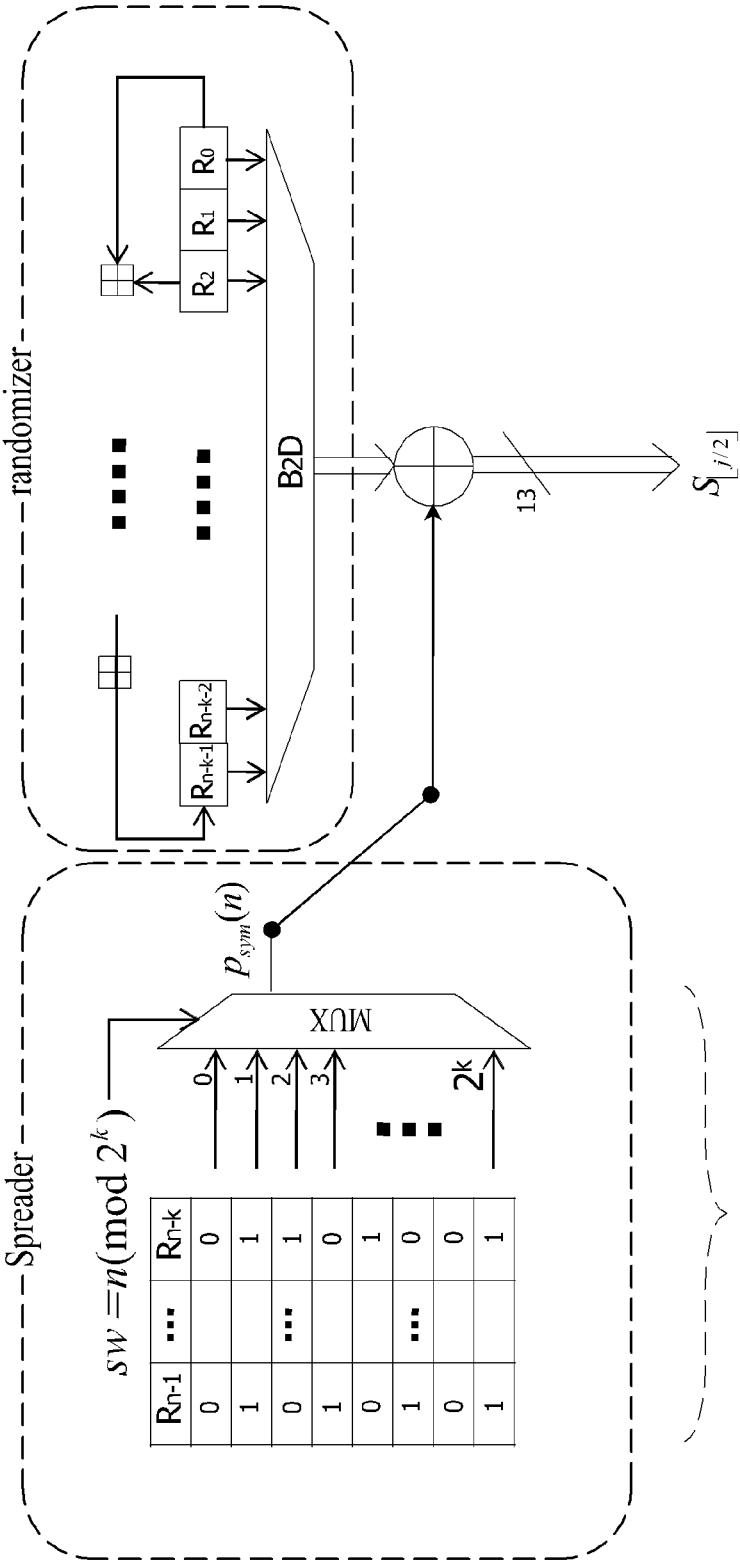 Spreader
randomizer
sw = n(mod 2^k)
R_{n-1} ... R_{n-k}
0 0
1 1
0 ... 1
1 0
0 1
1 ... 0
0 0
1 1
0
1
2
3
2^k
MUX
p_{sym}(n)
R_{n-k-1} R_{n-k-2} R_2 R_1 R_0
B2D
13
S_{⌊j/2⌋}